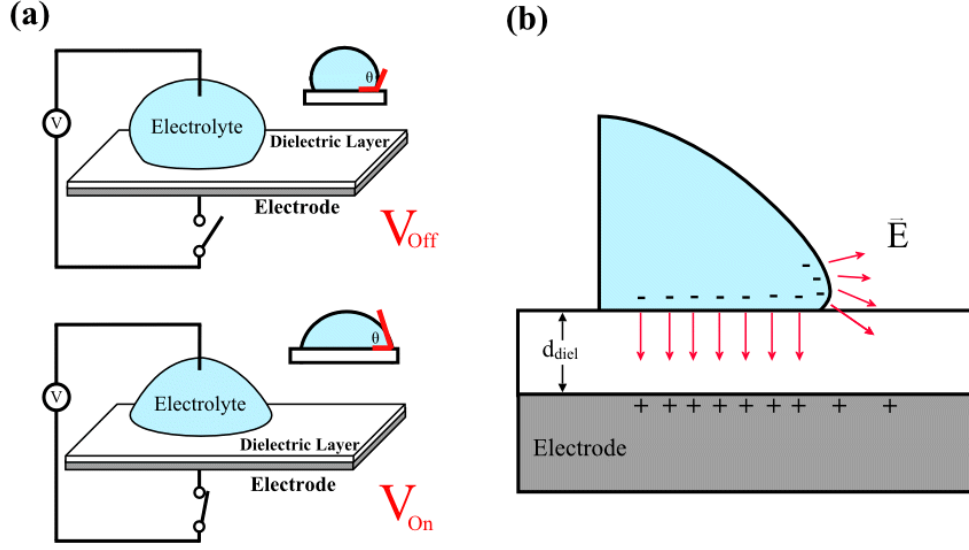 (a)
V
Electrolyte
θ
Dielectric Layer
Electrode
VOff
V
Electrolyte
θ
Dielectric Layer
Electrode
VOn
(b)
E⃗
- - - - - - - - - -
ddiel
+ + + + + + + + +
Electrode